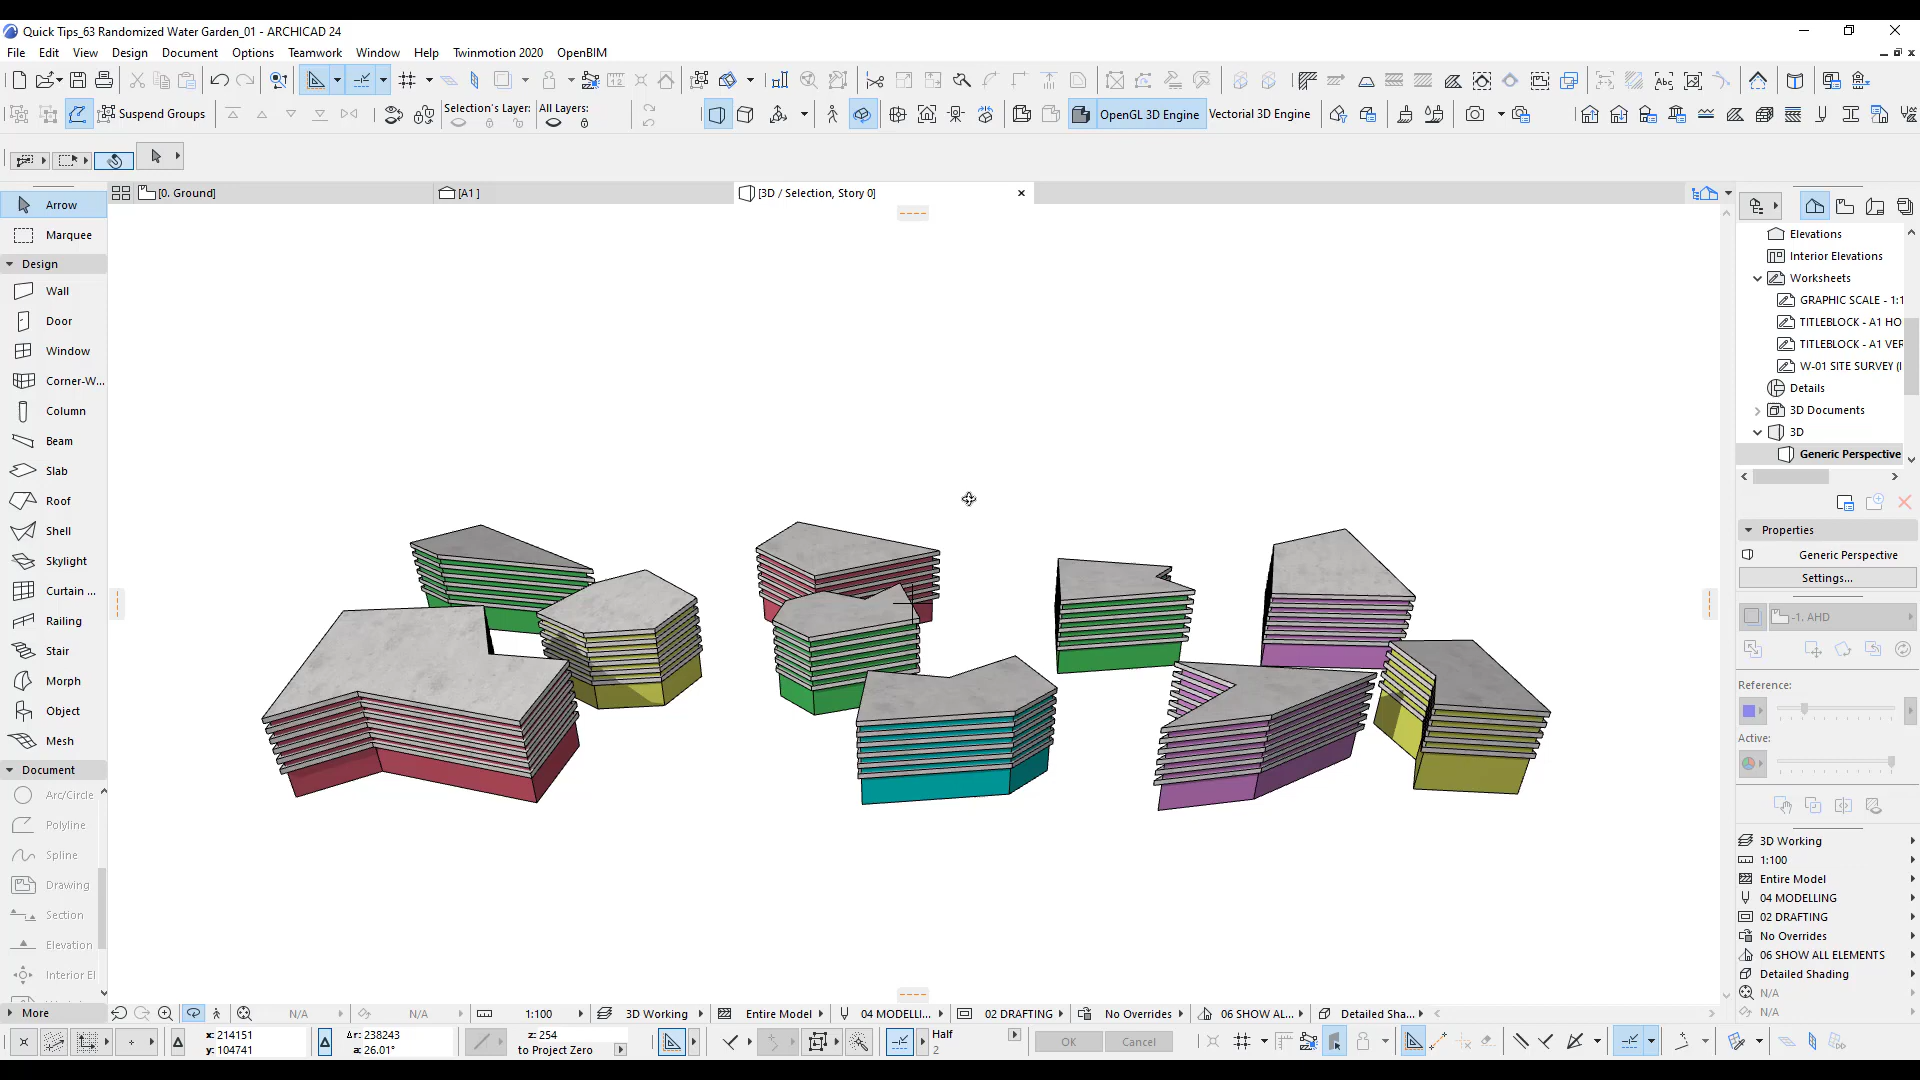 Quick Tips_63 Randomized Water Garden_01 - ARCHICAD 24
File Edit View Design Document Options Teamwork Window Help Twinmotion 2020 OpenBIM
Suspend Groups
Selection's Layer: All Layers:
OpenGL 3D Engine Vectorial 3D Engine
[0. Ground] [A1 ] [3D / Selection, Story 0]
Arrow
Marquee
Design
Wall
Door
Window
Corner-W...
Column
Beam
Slab
Roof
Shell
Skylight
Curtain ...
Railing
Stair
Morph
Object
Mesh
Document
Arc/Circle
Polyline
Spline
Drawing
Section
Elevation
Interior El
More
Elevations
Interior Elevations
Worksheets
GRAPHIC SCALE - 1:1
TITLEBLOCK - A1 HO
TITLEBLOCK - A1 VER
W-01 SITE SURVEY (I
Details
3D Documents
3D
Generic Perspective
Properties
Generic Perspective
Settings...
-1. AHD
Reference:
Active:
3D Working
1:100
Entire Model
04 MODELLING
02 DRAFTING
No Overrides
06 SHOW ALL ELEMENTS
Detailed Shading
N/A
N/A
N/A N/A 1:100 3D Working Entire Model 04 MODELLI... 02 DRAFTING No Overrides 06 SHOW AL... Detailed Sha...
x: 214151 Δr: 238243 z: 254 Half
y: 104741 a: 26.01° to Project Zero 2
OK Cancel